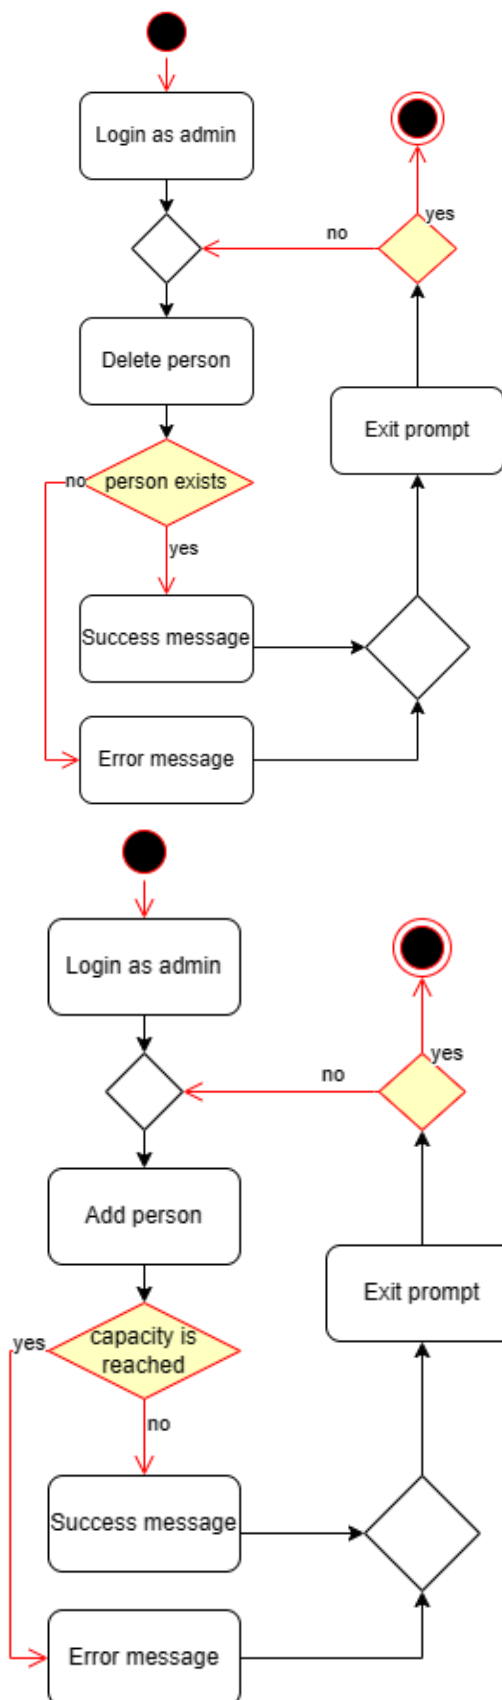 Login as admin
yes
no
Delete person
Exit prompt
no
person exists
yes
Success message
Error message
Login as admin
yes
no
Add person
Exit prompt
yes
capacity is
reached
no
Success message
Error message